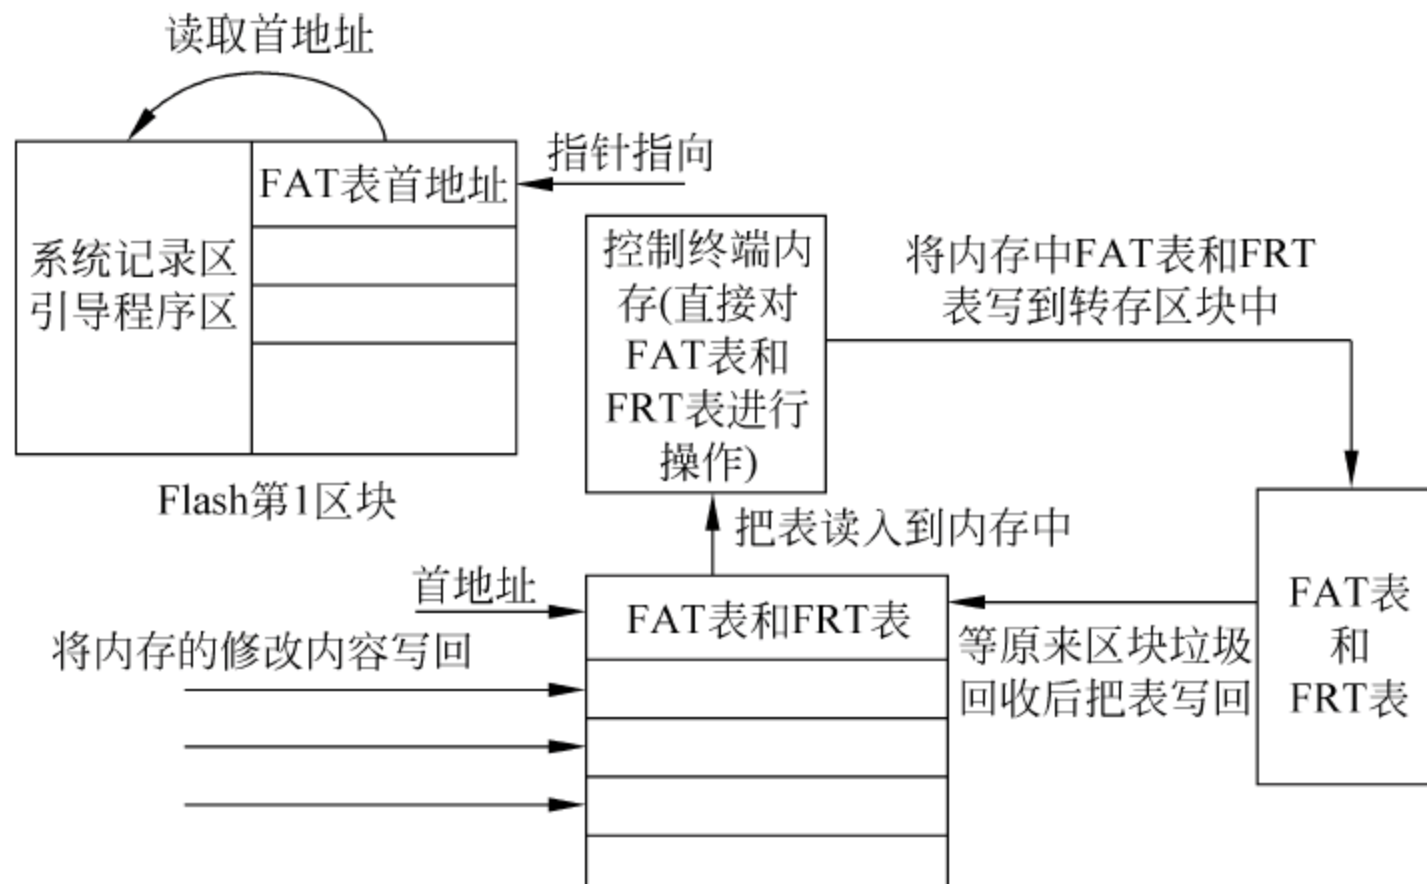 读取首地址
指针指向
FAT表首地址
系统记录区
引导程序区
Flash第1区块
控制终端内
存(直接对
FAT表和
FRT表进行
操作)
将内存中FAT表和FRT
表写到转存区块中
把表读入到内存中
首地址
FAT表和FRT表
将内存的修改内容写回
等原来区块垃圾
回收后把表写回
FAT表
和
FRT表